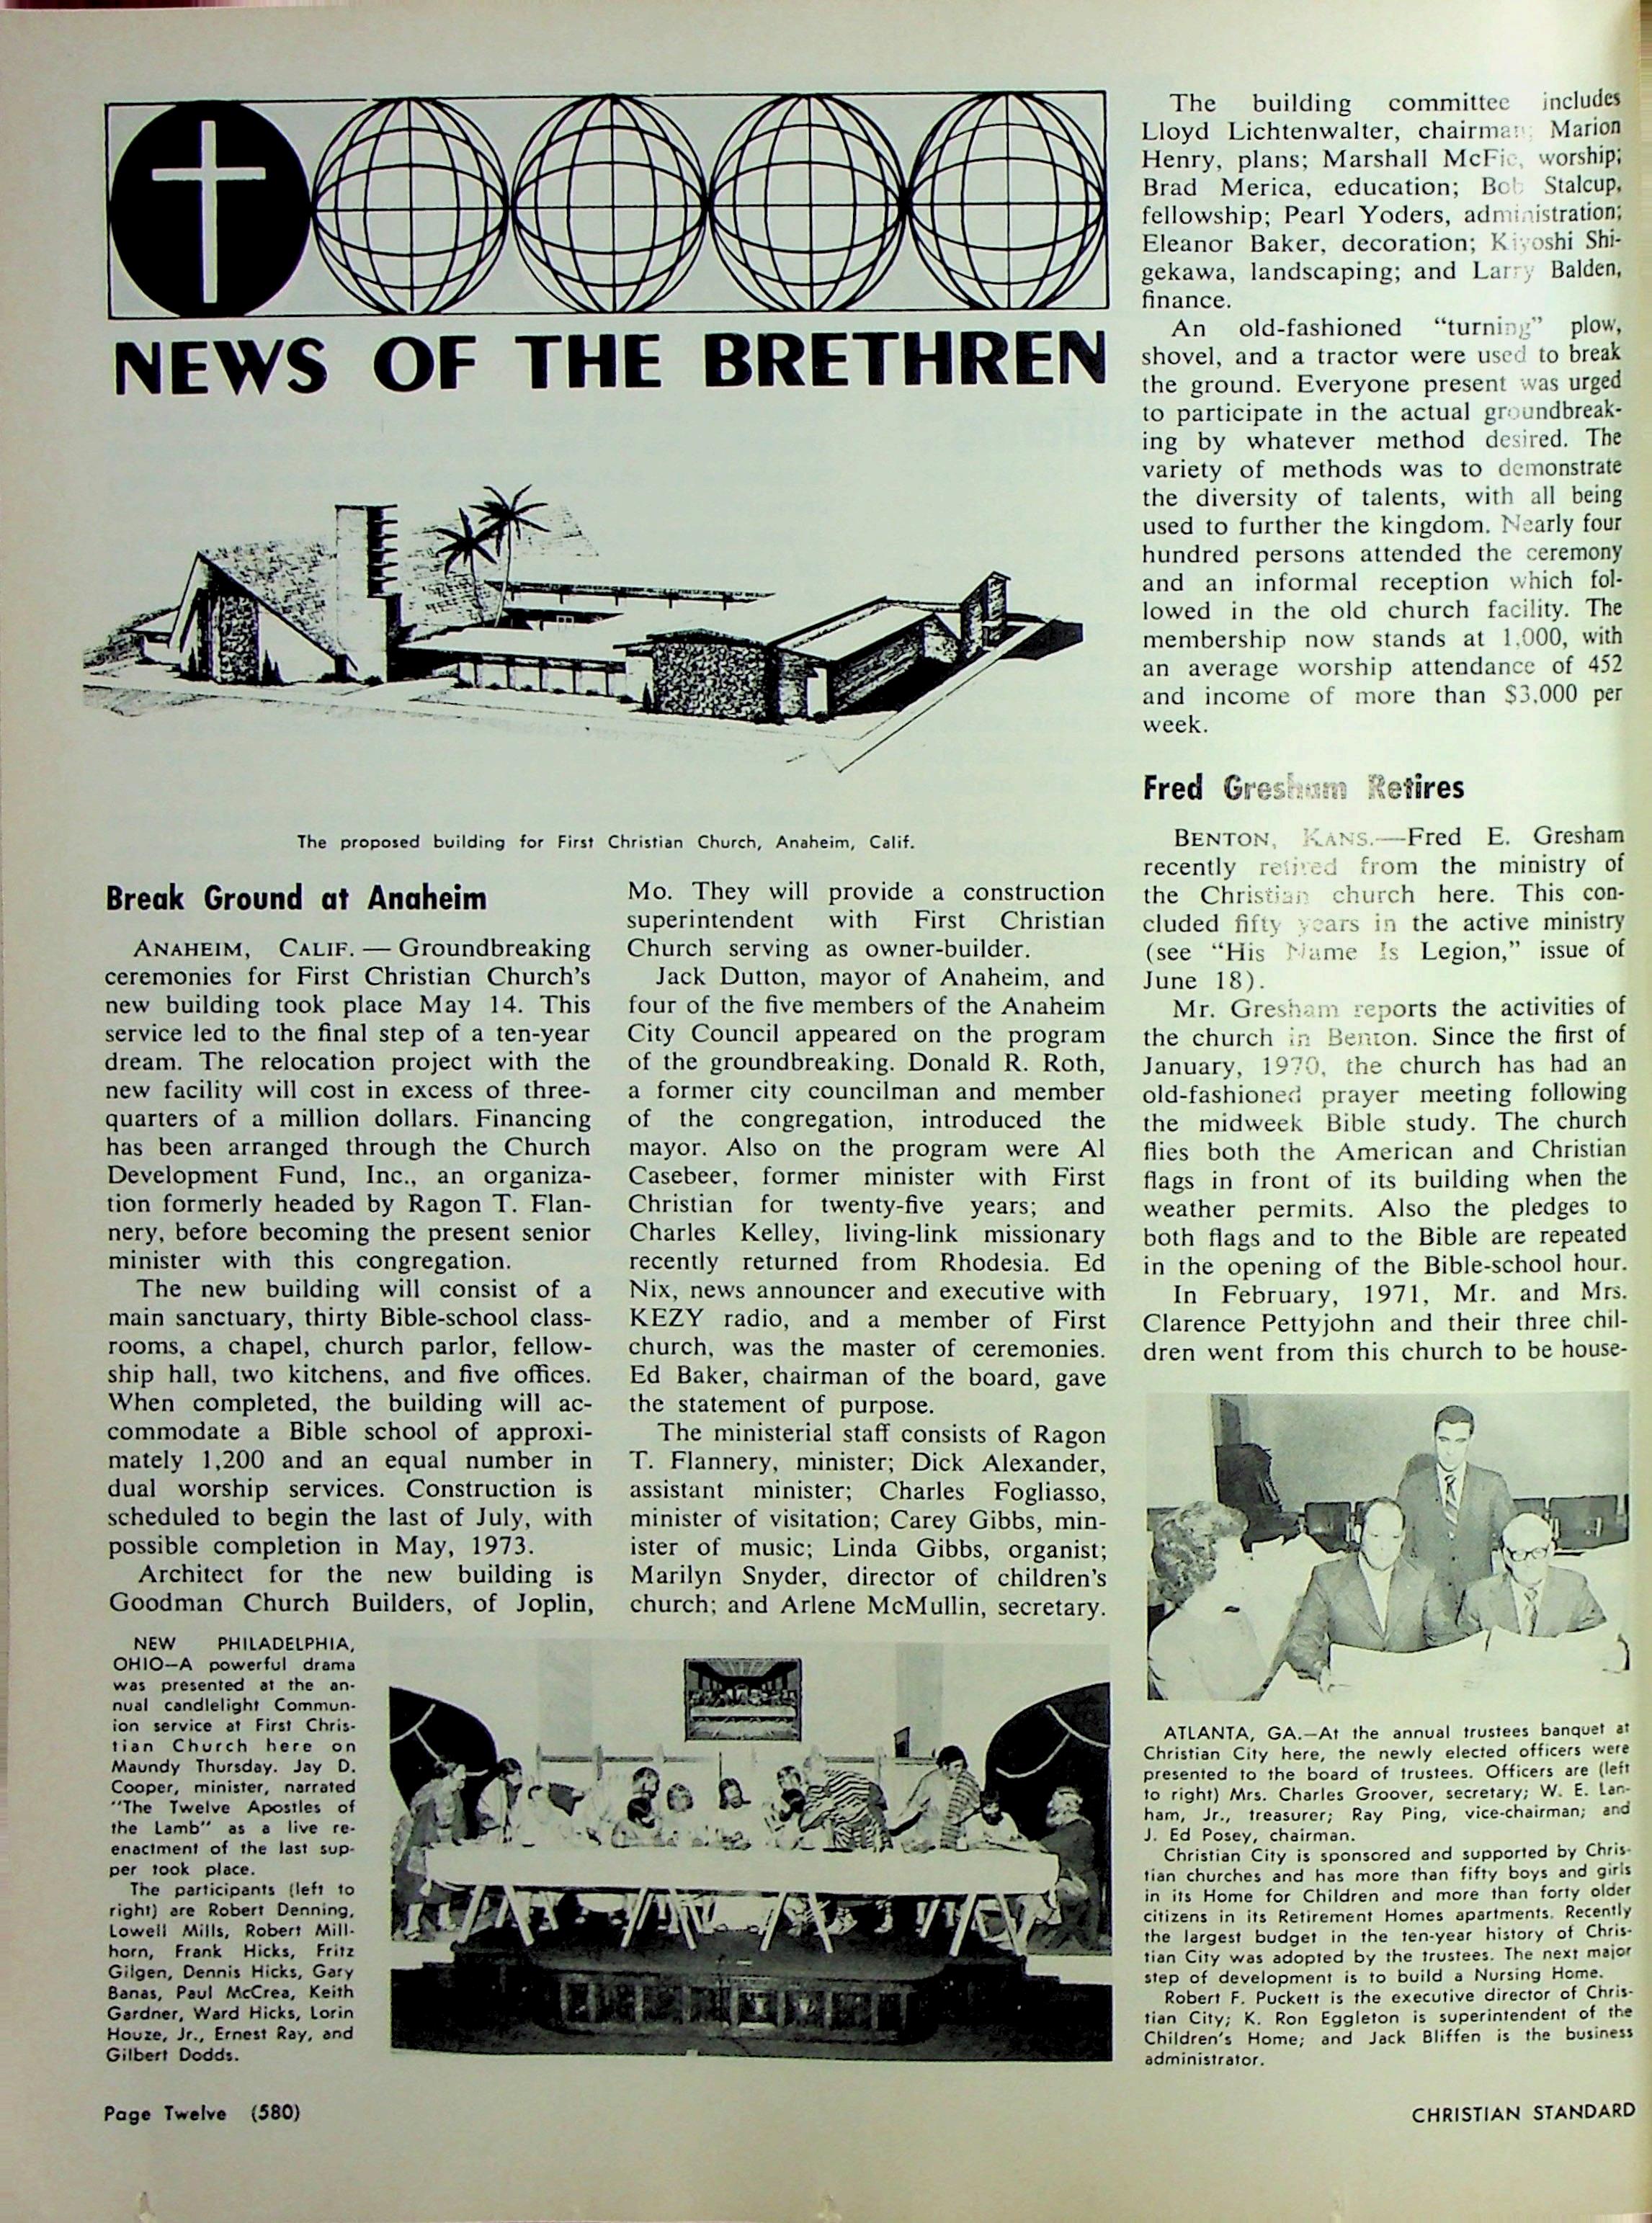 NEWS OF THE BRETHREN
The proposed building for First Christian Church, Anaheim, Calif.
Break Ground at Anaheim
ANAHEIM, CALIF. — Groundbreaking
ceremonies for First Christian Church's
new building took place May 14. This
service led to the final step of a ten-year
dream. The relocation project with the
new facility will cost in excess of three-
quarters of a million dollars. Financing
has been arranged through the Church
Development Fund, Inc., an organiza-
tion formerly headed by Ragon T. Flan-
nery, before becoming the present senior
minister with this congregation.
The new building will consist of a
main sanctuary, thirty Bible-school class-
rooms, a chapel, church parlor, fellow-
ship hall, two kitchens, and five offices.
When completed, the building will ac-
commodate a Bible school of approxi-
mately 1,200 and an equal number in
dual worship services. Construction is
scheduled to begin the last of July, with
possible completion in May, 1973.
Architect for the new building is
Goodman Church Builders, of Joplin,
Mo. They will provide a construction
superintendent with First Christian
Church serving as owner-builder.
Jack Dutton, mayor of Anaheim, and
four of the five members of the Anaheim
City Council appeared on the program
of the groundbreaking. Donald R. Roth,
a former city councilman and member
of the congregation, introduced the
mayor. Also on the program were Al
Casebeer, former minister with First
Christian for twenty-five years; and
Charles Kelley, living-link missionary
recently returned from Rhodesia. Ed
Nix, news announcer and executive with
KEZY radio, and a member of First
church, was the master of ceremonies.
Ed Baker, chairman of the board, gave
the statement of purpose.
The ministerial staff consists of Ragon
T. Flannery, minister; Dick Alexander,
assistant minister; Charles Fogliasso,
minister of visitation; Carey Gibbs, min-
ister of music; Linda Gibbs, organist;
Marilyn Snyder, director of children's
church; and Arlene McMullin, secretary.
The building committee includes
Lloyd Lichtenwalter, chairman; Marion
Henry, plans; Marshall McFie, worship;
Brad Merica, education; Bob Stalcup,
fellowship; Pearl Yoders, administration;
Eleanor Baker, decoration; Kiyoshi Shi-
gekawa, landscaping; and Larry Balden,
finance.
An old-fashioned "turning" plow,
shovel, and a tractor were used to break
the ground. Everyone present was urged
to participate in the actual groundbreak-
ing by whatever method desired. The
variety of methods was to demonstrate
the diversity of talents, with all being
used to further the kingdom. Nearly four
hundred persons attended the ceremony
and an informal reception which fol-
lowed in the old church facility. The
membership now stands at 1,000, with
an average worship attendance of 452
and income of more than $3,000 per
week.
Fred Gresham Retires
BENTON, KANS.—Fred E. Gresham
recently retired from the ministry of
the Christian church here. This con-
cluded fifty years in the active ministry
(see "His Name Is Legion," issue of
June 18).
Mr. Gresham reports the activities of
the church in Benton. Since the first of
January, 1970, the church has had an
old-fashioned prayer meeting following
the midweek Bible study. The church
flies both the American and Christian
flags in front of its building when the
weather permits. Also the pledges to
both flags and to the Bible are repeated
in the opening of the Bible-school hour.
In February, 1971, Mr. and Mrs.
Clarence Pettyjohn and their three chil-
dren went from this church to be house-
NEW PHILADELPHIA,
OHIO—A powerful drama
was presented at the an-
nual candlelight Commun-
ion service at First Chris-
tian Church here on
Maundy Thursday. Jay D.
Cooper, minister, narrated
"The Twelve Apostles of
the Lamb" as a live re-
enactment of the last sup-
per took place.
The participants (left to
right) are Robert Denning,
Lowell Mills, Robert Mill-
horn, Frank Hicks, Fritz
Gilgen, Dennis Hicks, Gary
Banas, Paul McCrea, Keith
Gardner, Ward Hicks, Lorin
Houze, Jr., Ernest Ray, and
Gilbert Dodds.
ATLANTA, GA.—At the annual trustees banquet at
Christian City here, the newly elected officers were
presented to the board of trustees. Officers are (left
to right) Mrs. Charles Groover, secretary; W. E. Lan-
ham, Jr., treasurer; Ray Ping, vice-chairman; and
J. Ed Posey, chairman.
Christian City is sponsored and supported by Chris-
tian churches and has more than fifty boys and girls
in its Home for Children and more than forty older
citizens in its Retirement Homes apartments. Recently
the largest budget in the ten-year history of Chris-
tian City was adopted by the trustees. The next major
step of development is to build a Nursing Home.
Robert F. Puckett is the executive director of Chris-
tian City; K. Ron Eggleton is superintendent of the
Children's Home; and Jack Bliffen is the business
administrator.
Page Twelve (580)
CHRISTIAN STANDARD